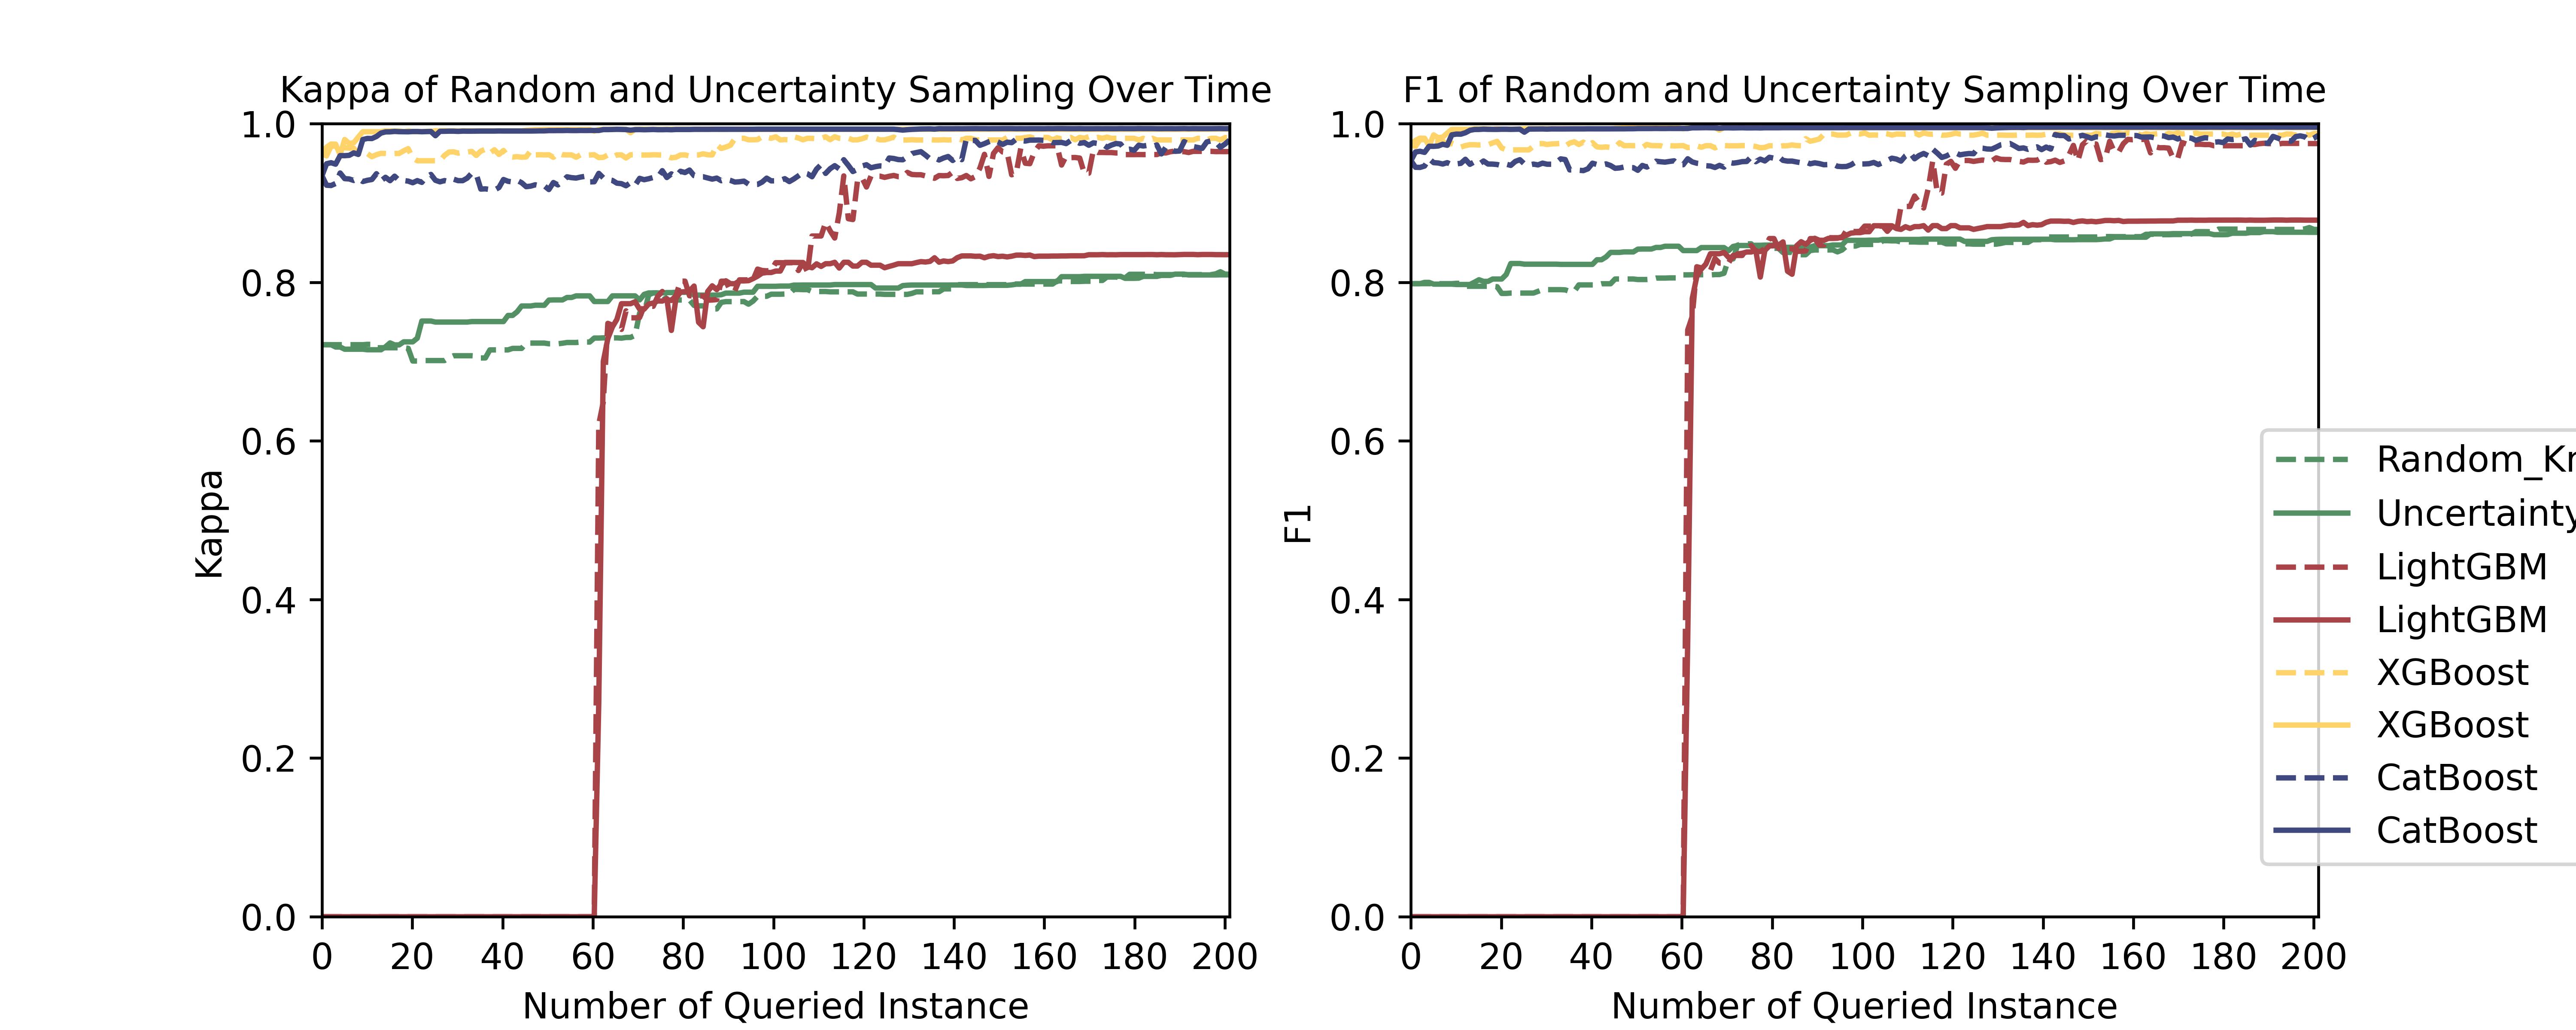 Kappa of Random and Uncertainty Sampling Over Time
1.0
0.8
0.6
0.4
0.2
0.0
Kappa
0 20 40 60 80 100 120 140 160 180 200
Number of Queried Instance
F1 of Random and Uncertainty Sampling Over Time
1.0
0.8
0.6
0.4
0.2
0.0
F1
0 20 40 60 80 100 120 140 160 180 200
Number of Queried Instance
Uncertainty
LightGBM
LightGBM
XGBoost
XGBoost
CatBoost
CatBoost